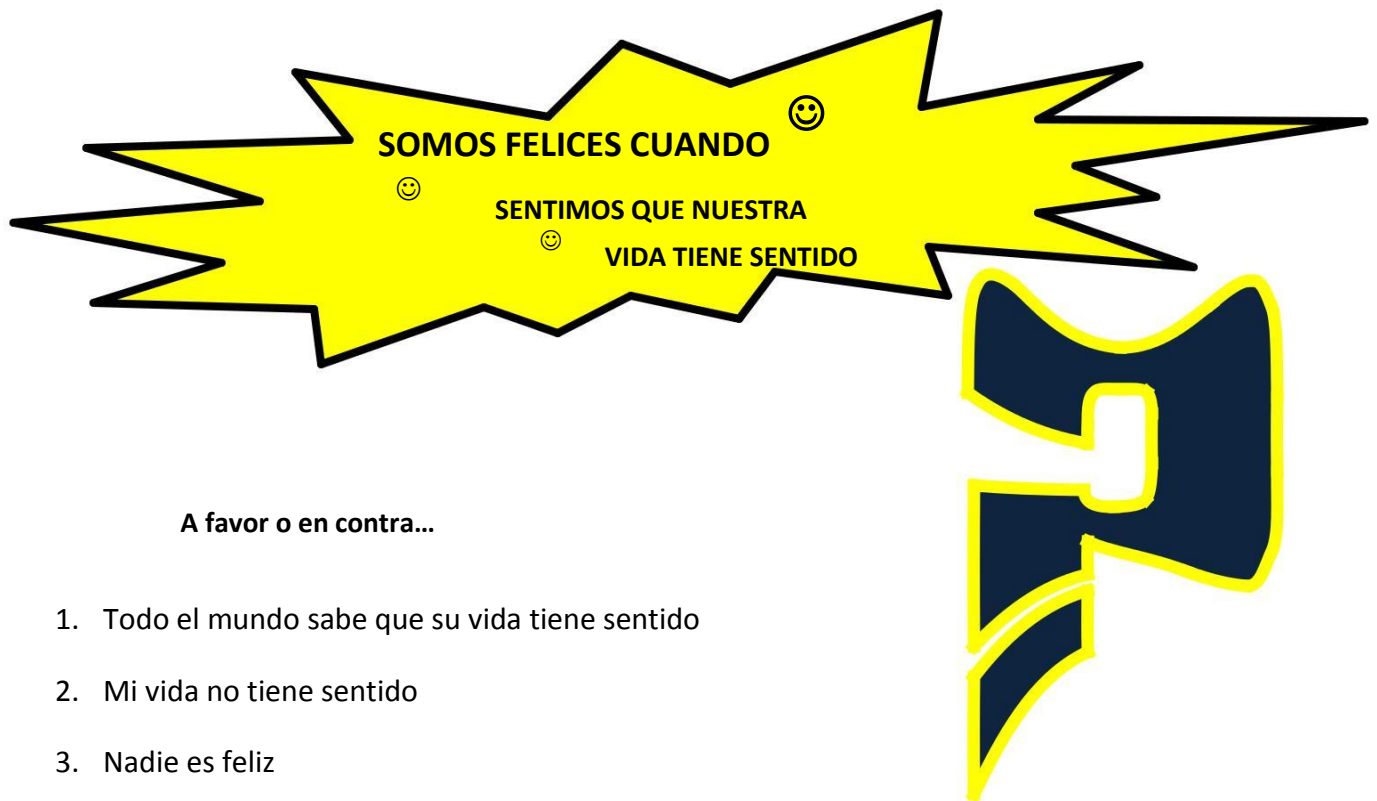 SOMOS FELICES CUANDO
SENTIMOS QUE NUESTRA
VIDA TIENE SENTIDO
A favor o en contra…
1. Todo el mundo sabe que su vida tiene sentido
2. Mi vida no tiene sentido
3. Nadie es feliz